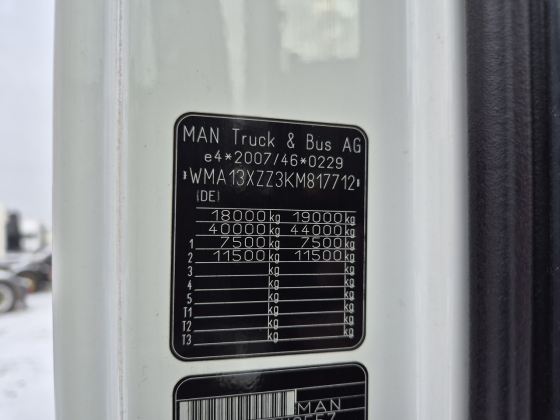 MAN Truck & Bus AG
e4*2007/46*0229
*WMA13XZZ3KM817712*
(DE)
18000 kg 19000 kg
40000 kg 44000 kg
1 7500 kg 7500 kg
2 11500 kg 11500 kg
3 kg kg
4 kg kg
5 kg kg
T1 kg kg
T2 kg kg
T3 kg kg
MAN